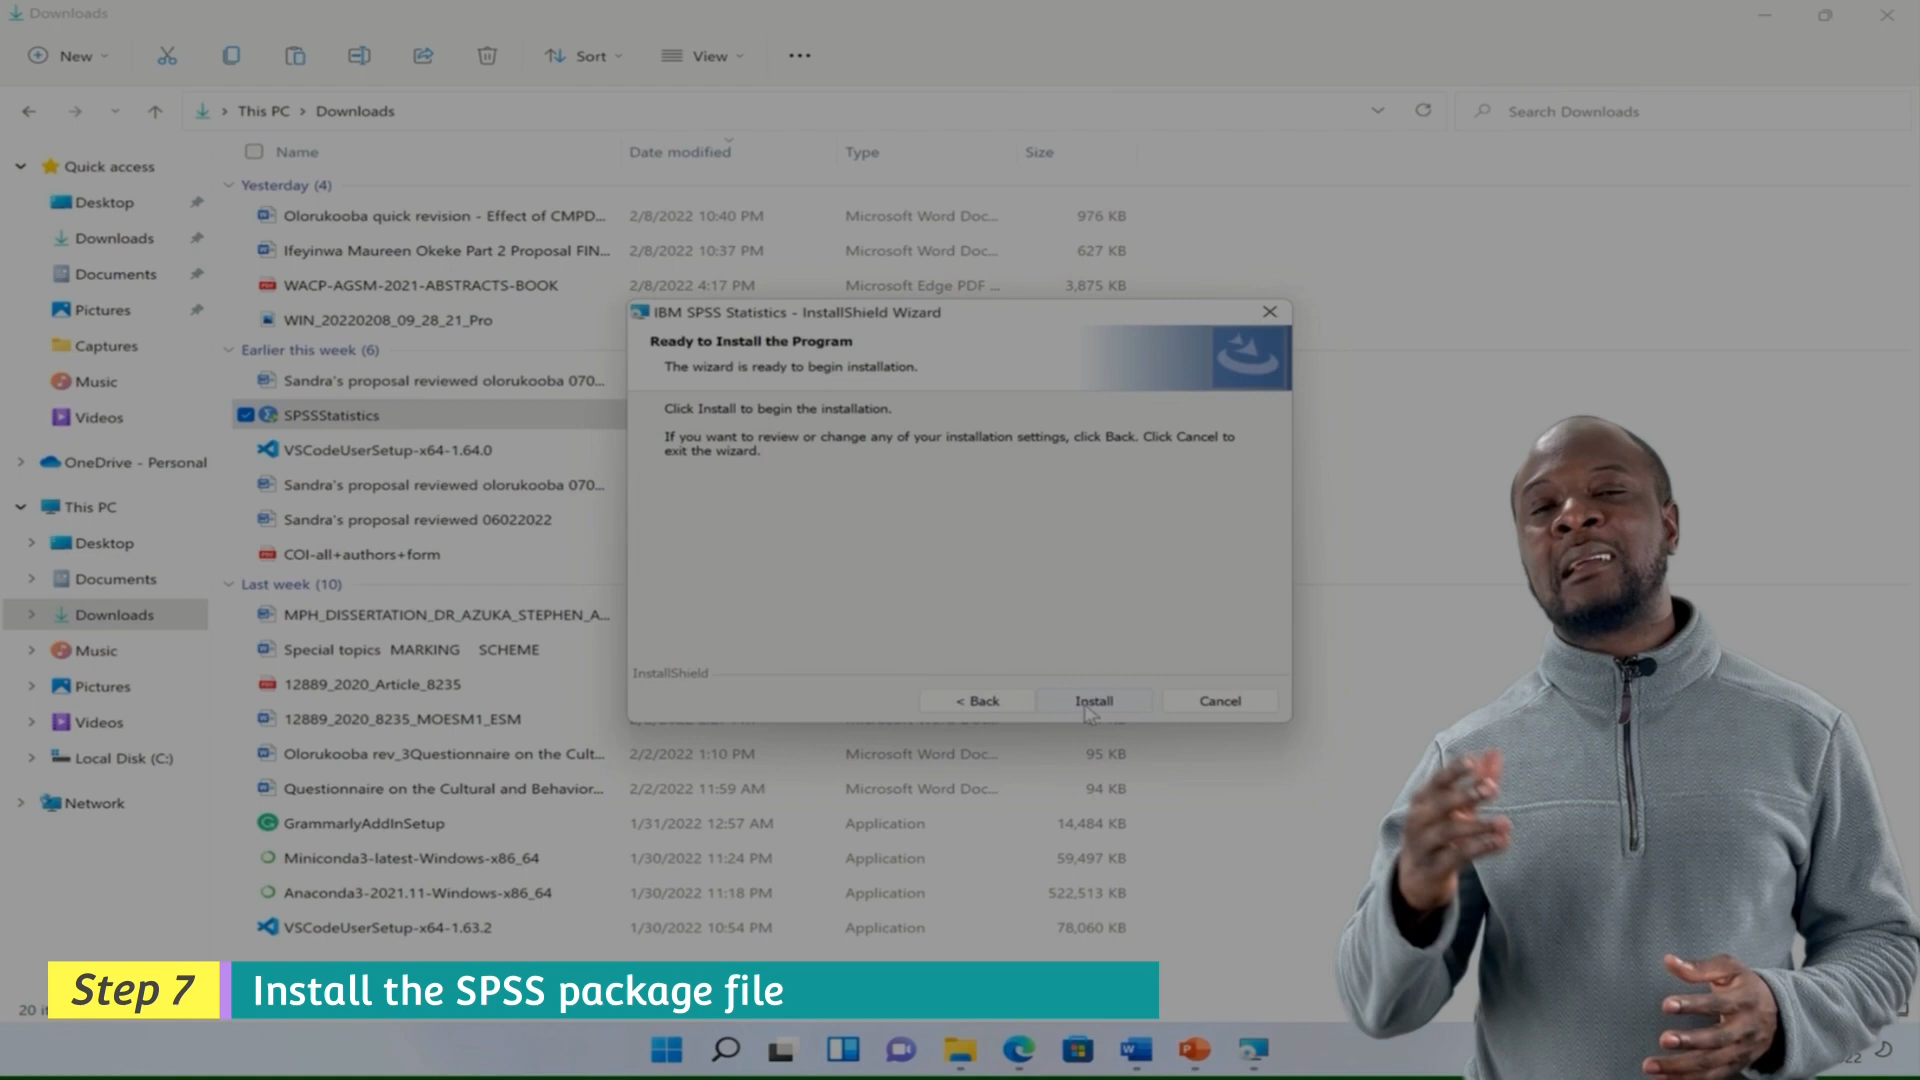 Downloads
New
Sort
View
This PC > Downloads
Search Downloads
Name
Date modified
Type
Size
Quick access
Desktop
Downloads
Documents
Pictures
Captures
Music
Videos
OneDrive - Personal
This PC
Desktop
Documents
Downloads
Music
Pictures
Videos
Local Disk (C:)
Network
Yesterday (4)
Olorukooba quick revision - Effect of CMPD... 2/8/2022 10:40 PM Microsoft Word Doc... 976 KB
Ifeyinwa Maureen Okeke Part 2 Proposal FIN... 2/8/2022 10:37 PM Microsoft Word Doc... 627 KB
WACP-AGSM-2021-ABSTRACTS-BOOK 2/8/2022 4:17 PM Microsoft Edge PDF ... 3,875 KB
WIN_20220208_09_28_21_Pro
Earlier this week (6)
Sandra's proposal reviewed olorukooba 070...
SPSSStatistics
VSCodeUserSetup-x64-1.64.0
Sandra's proposal reviewed olorukooba 070...
Sandra's proposal reviewed 06022022
COI-all+authors+form
Last week (10)
MPH_DISSERTATION_DR_AZUKA_STEPHEN_A...
Special topics MARKING SCHEME
12889_2020_Article_8235
12889_2020_8235_MOESM1_ESM
Olorukooba rev_3Questionnaire on the Cult... 2/2/2022 1:10 PM Microsoft Word Doc... 95 KB
Questionnaire on the Cultural and Behavior... 2/2/2022 11:59 AM Microsoft Word Doc... 94 KB
GrammarlyAddInSetup 1/31/2022 12:57 AM Application 14,484 KB
Miniconda3-latest-Windows-x86_64 1/30/2022 11:24 PM Application 59,497 KB
Anaconda3-2021.11-Windows-x86_64 1/30/2022 11:18 PM Application 522,513 KB
VSCodeUserSetup-x64-1.63.2 1/30/2022 10:54 PM Application 78,060 KB
IBM SPSS Statistics - InstallShield Wizard
Ready to Install the Program
The wizard is ready to begin installation.
Click Install to begin the installation.
If you want to review or change any of your installation settings, click Back. Click Cancel to
exit the wizard.
InstallShield
< Back
Install
Cancel
Step 7
Install the SPSS package file
20
22